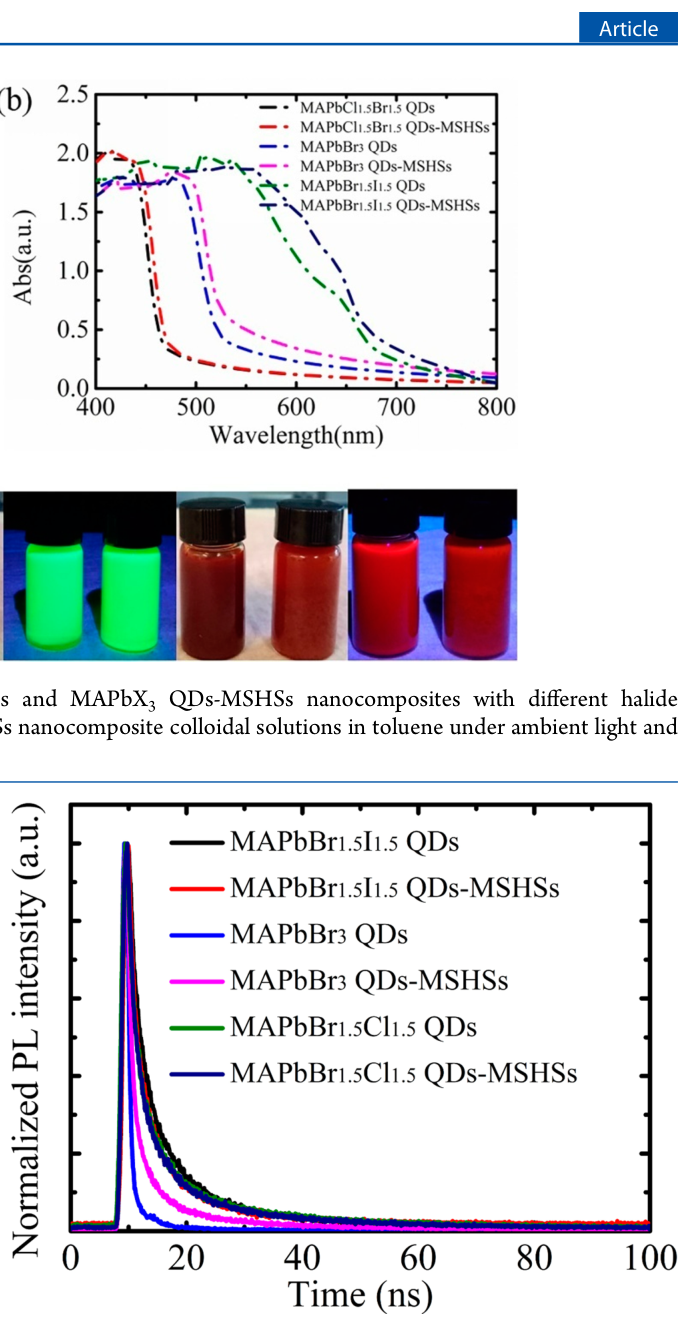 Article
(b)
2.5
2.0
1.5
1.0
0.5
0.0
Abs(a.u.)
MAPbCl1.5Br1.5 QDs
MAPbCl1.5Br1.5 QDs-MSHSs
MAPbBr3 QDs
MAPbBr3 QDs-MSHSs
MAPbBr1.5I1.5 QDs
MAPbBr1.5I1.5 QDs-MSHSs
400 500 600 700 800
Wavelength(nm)
s and MAPbX3 QDs-MSHSs nanocomposites with different halide
Ss nanocomposite colloidal solutions in toluene under ambient light and
Normalized PL intensity (a.u.)
MAPbBr1.5I1.5 QDs
MAPbBr1.5I1.5 QDs-MSHSs
MAPbBr3 QDs
MAPbBr3 QDs-MSHSs
MAPbBr1.5Cl1.5 QDs
MAPbBr1.5Cl1.5 QDs-MSHSs
0 20 40 60 80 100
Time (ns)